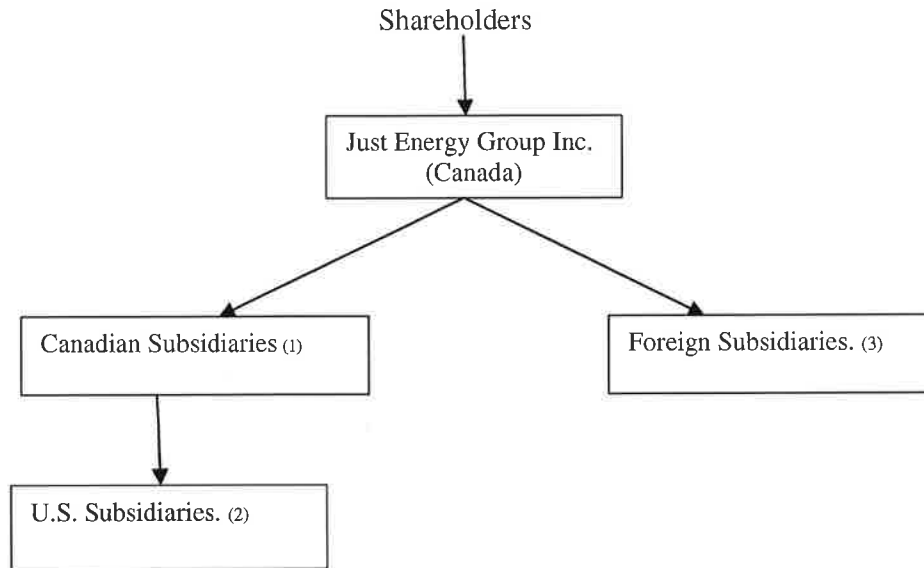 Shareholders
Just Energy Group Inc.
(Canada)
Canadian Subsidiaries (1)
Foreign Subsidiaries. (3)
U.S. Subsidiaries. (2)